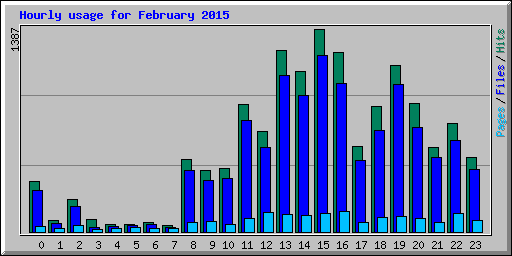 Hourly usage for February 2015
1387
Pages / Files / Hits
0 1 2 3 4 5 6 7 8 9 10 11 12 13 14 15 16 17 18 19 20 21 22 23